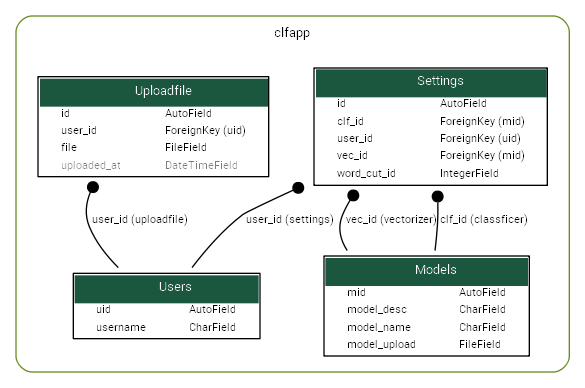 clfapp
Uploadfile
id AutoField
user_id ForeignKey (uid)
file FileField
uploaded_at DateTimeField
Settings
id AutoField
clf_id ForeignKey (mid)
user_id ForeignKey (uid)
vec_id ForeignKey (mid)
word_cut_id IntegerField
user_id (uploadfile)
user_id (settings)
vec_id (vectorizer)
clf_id (classficer)
Users
uid AutoField
username CharField
Models
mid AutoField
model_desc CharField
model_name CharField
model_upload FileField